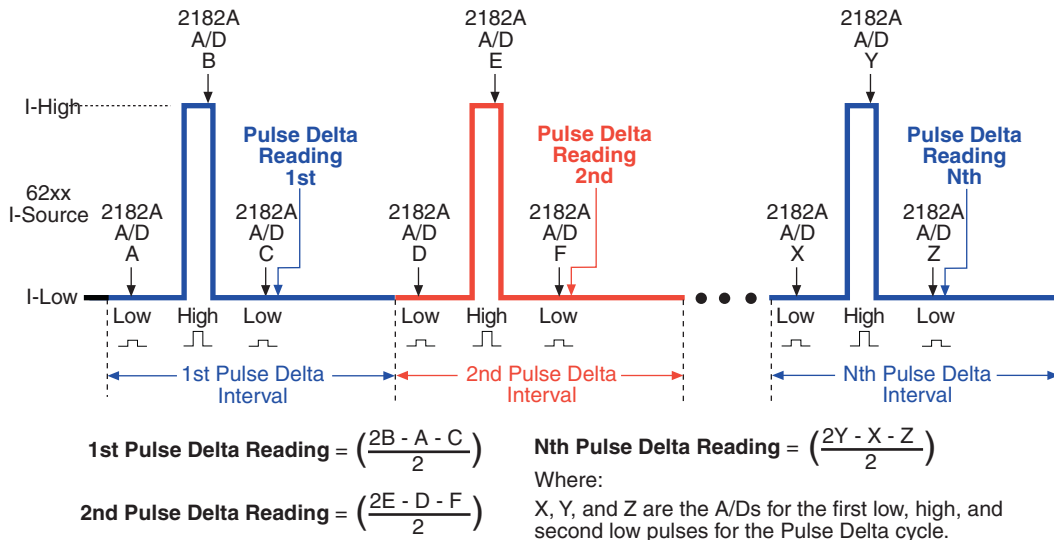 2182A
A/D
B
2182A
A/D
E
2182A
A/D
Y
I-High
Pulse Delta
Reading
1st
Pulse Delta
Reading
2nd
Pulse Delta
Reading
Nth
62xx
I-Source
2182A
A/D
A
2182A
A/D
C
2182A
A/D
D
2182A
A/D
F
2182A
A/D
X
2182A
A/D
Z
I-Low
Low High Low Low High Low Low High Low
1st Pulse Delta
Interval
2nd Pulse Delta
Interval
Nth Pulse Delta
Interval
1st Pulse Delta Reading = (2B - A - C / 2)
2nd Pulse Delta Reading = (2E - D - F / 2)
Nth Pulse Delta Reading = (2Y - X - Z / 2)
Where:
X, Y, and Z are the A/Ds for the first low, high, and
second low pulses for the Pulse Delta cycle.